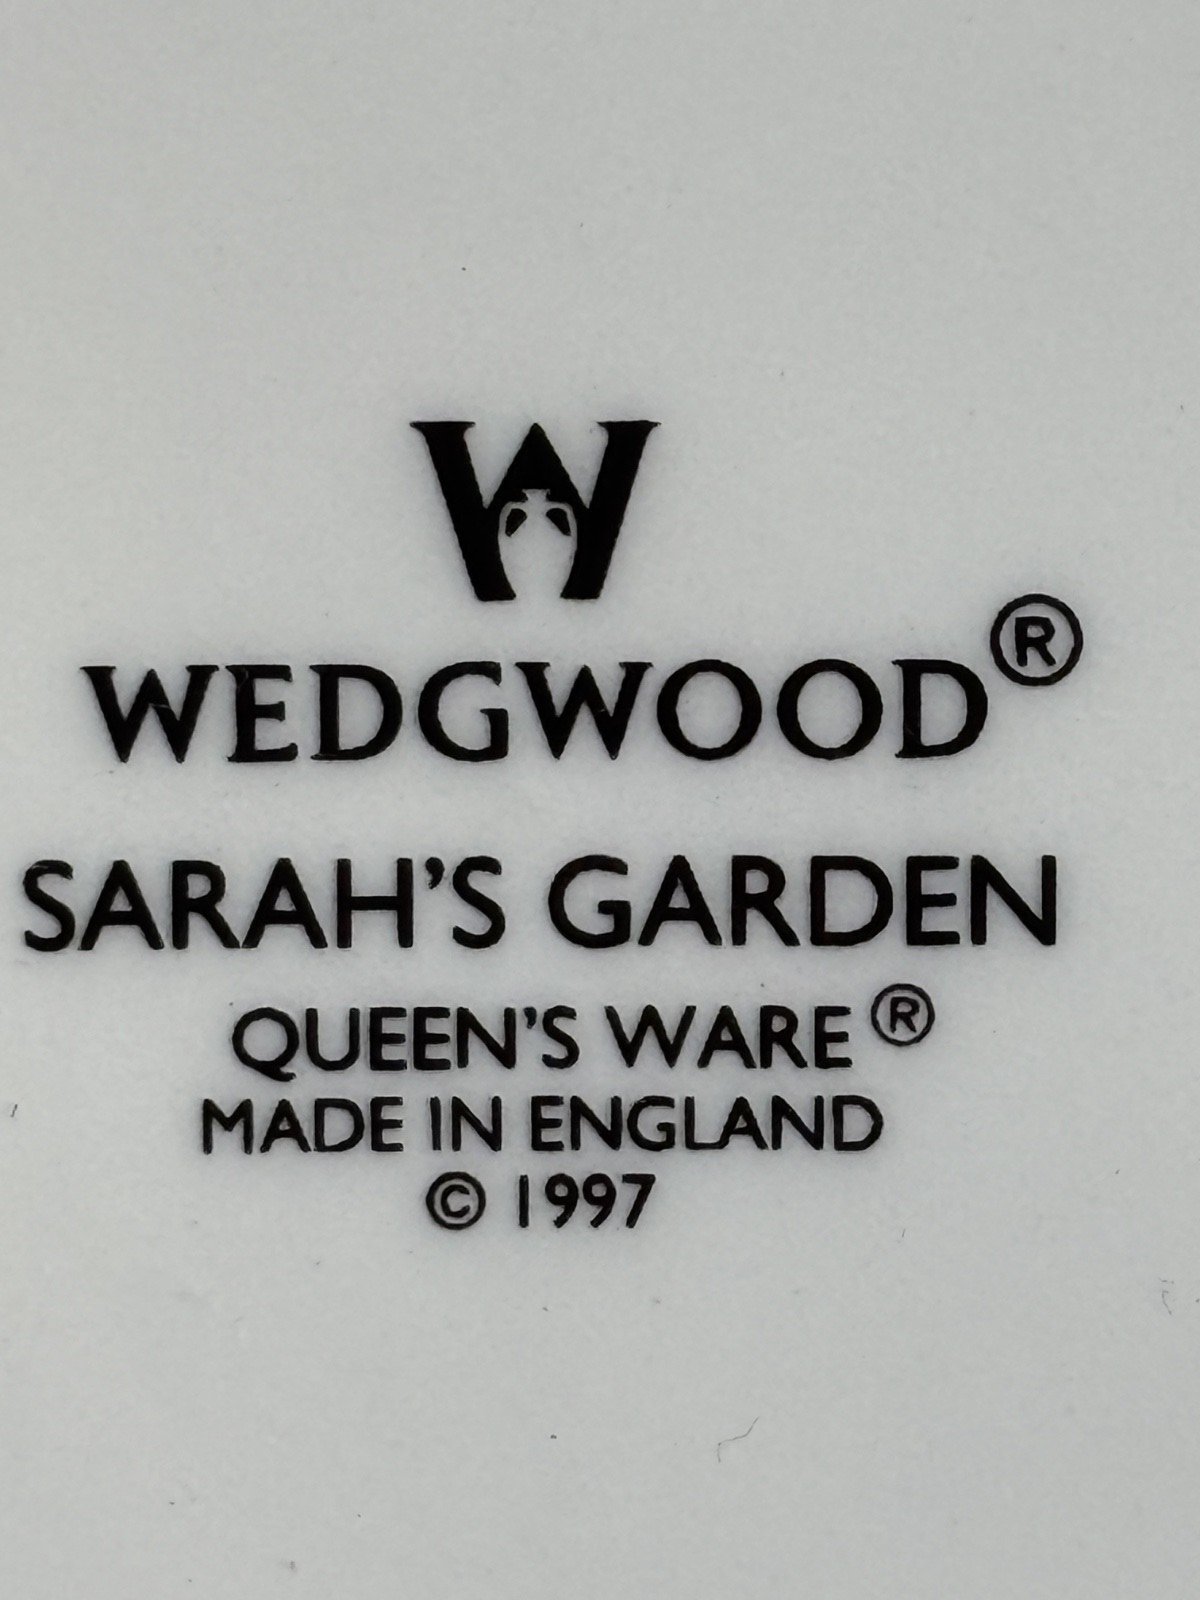 W
WEDGWOOD®
SARAH'S GARDEN
QUEEN'S WARE®
MADE IN ENGLAND
© 1997